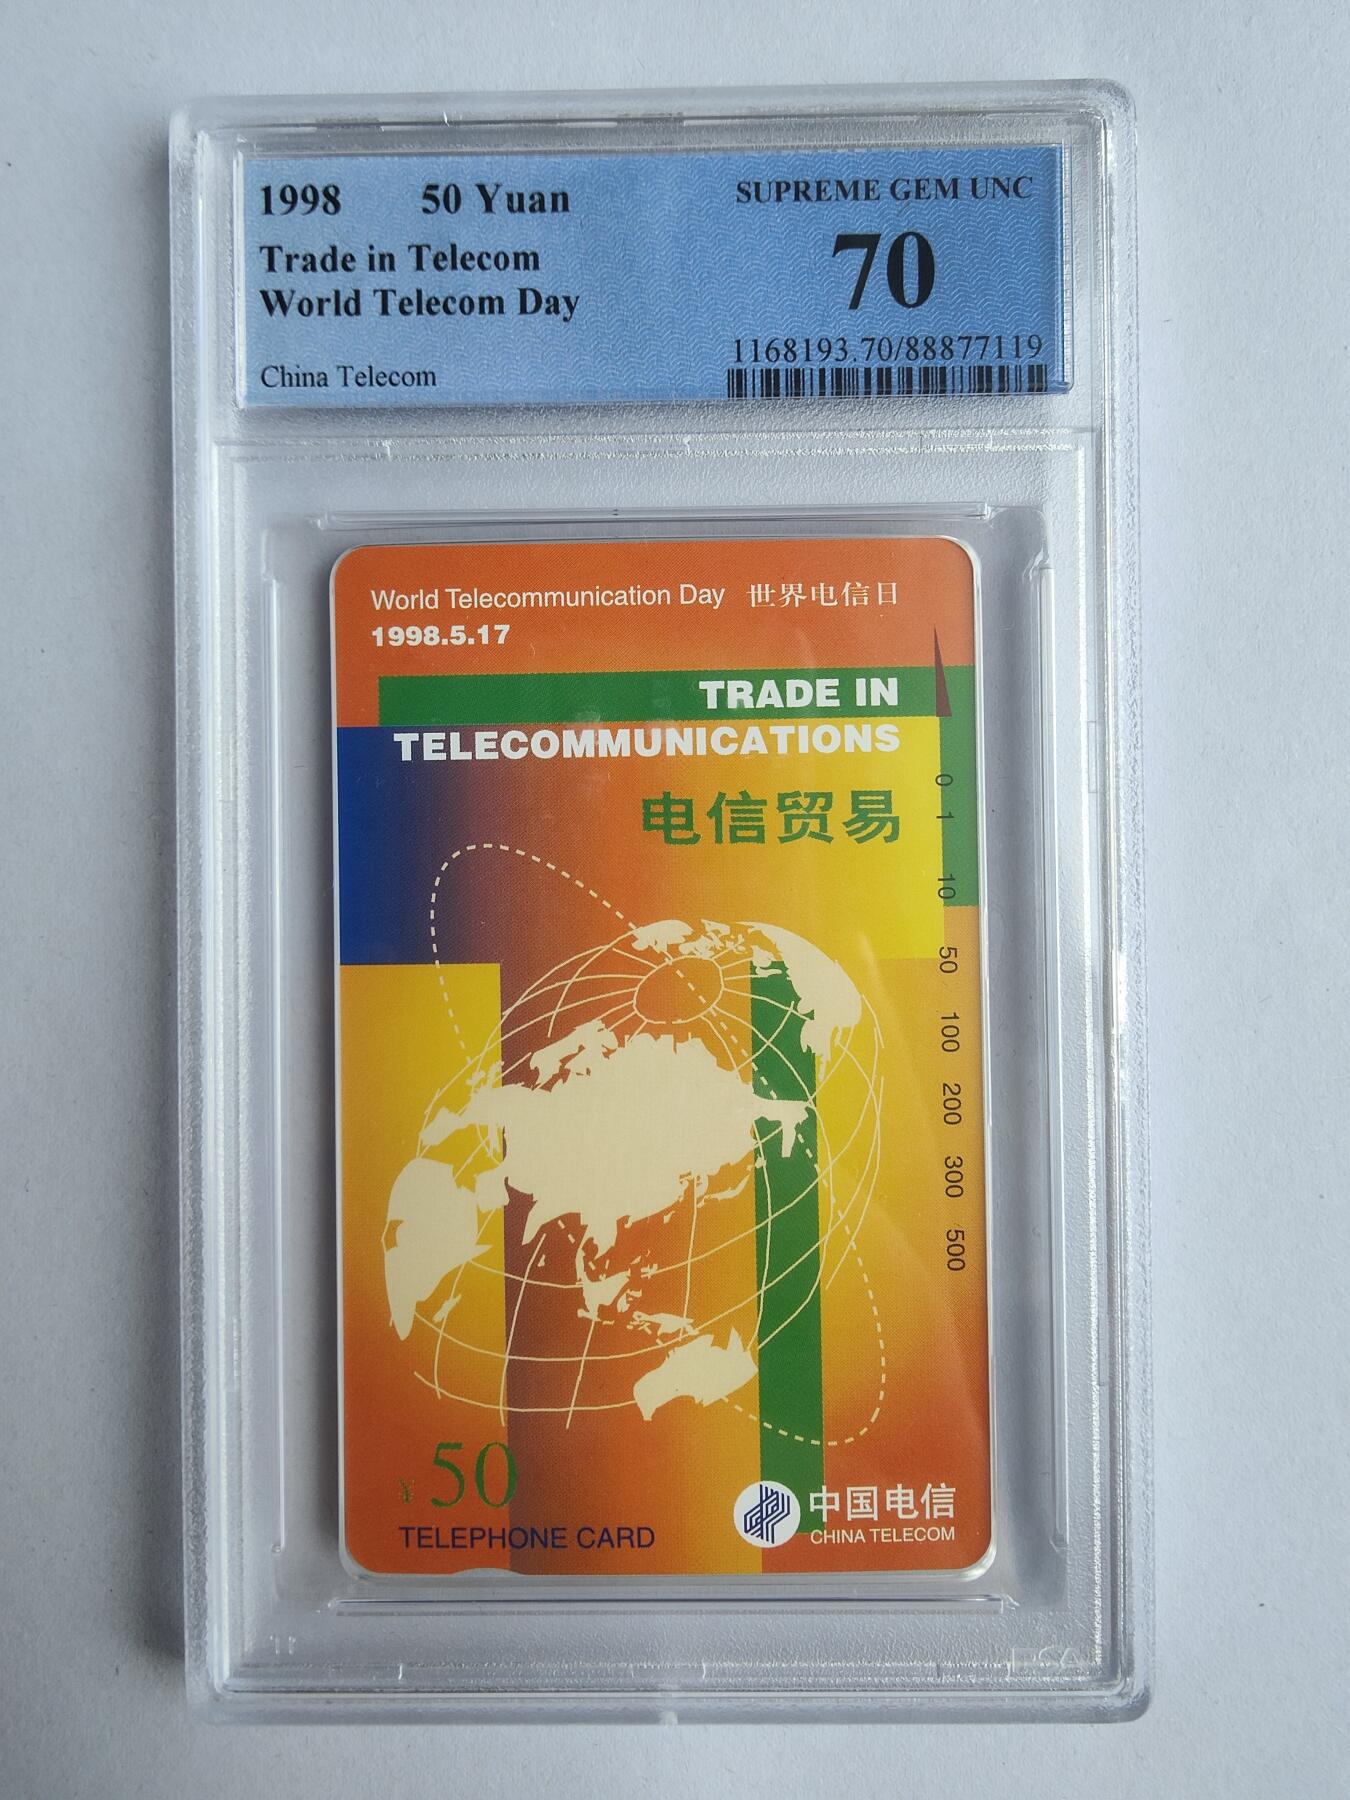 1998 50 Yuan
SUPREME GEM UNC
Trade in Telecom
70
World Telecom Day
1168193.70/88877119
China Telecom
World Telecommunication Day 世界电信日
1998.5.17
TRADE IN
TELECOMMUNICATIONS
电信贸易
0 1 10 50 100 200 300 500
¥50
TELEPHONE CARD
中国电信
CHINA TELECOM